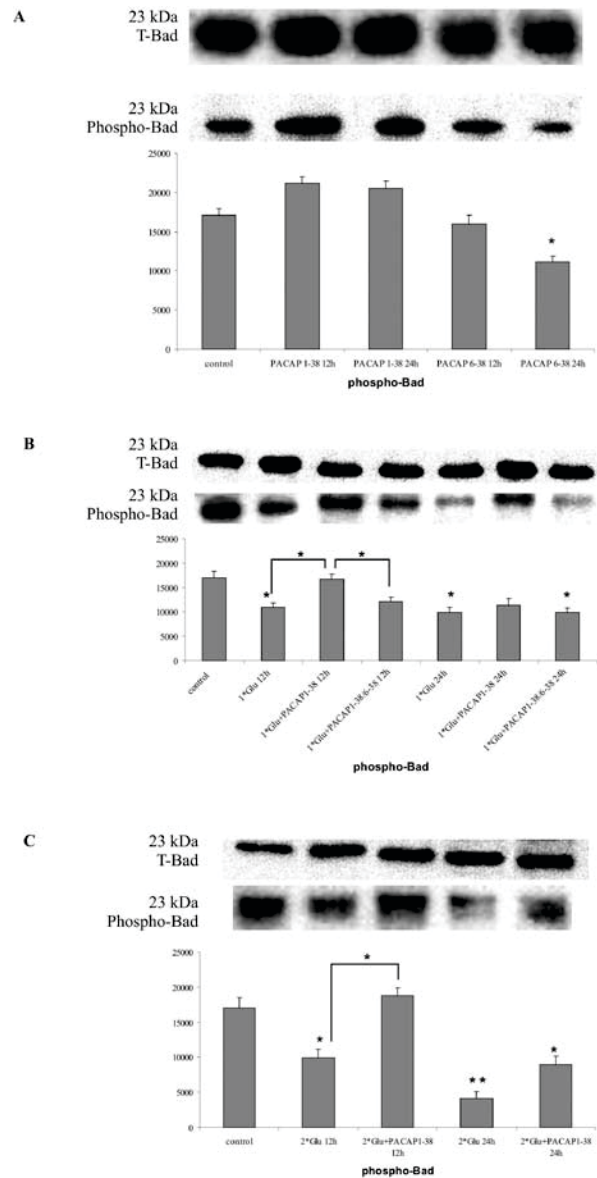 A
23 kDa
T-Bad
23 kDa
Phospho-Bad
25000
20000
15000
10000
5000
0
*
control PACAP 1-38 12h PACAP 1-38 24h PACAP 6-38 12h PACAP 6-38 24h
phospho-Bad
B
23 kDa
T-Bad
23 kDa
Phospho-Bad
25000
20000
15000
10000
5000
0
* * * * *
control 1*Glu 12h 1*Glu+PACAP1-38 12h 1*Glu+PACAP1-38.6-38 12h 1*Glu 24h 1*Glu+PACAP1-38 24h 1*Glu+PACAP1-38.6-38 24h
phospho-Bad
C
23 kDa
T-Bad
23 kDa
Phospho-Bad
25000
20000
15000
10000
5000
0
*
* ** *
control 2*Glu 12h 2*Glu+PACAP1-38 2*Glu 24h 2*Glu+PACAP1-38
12h 24h
phospho-Bad